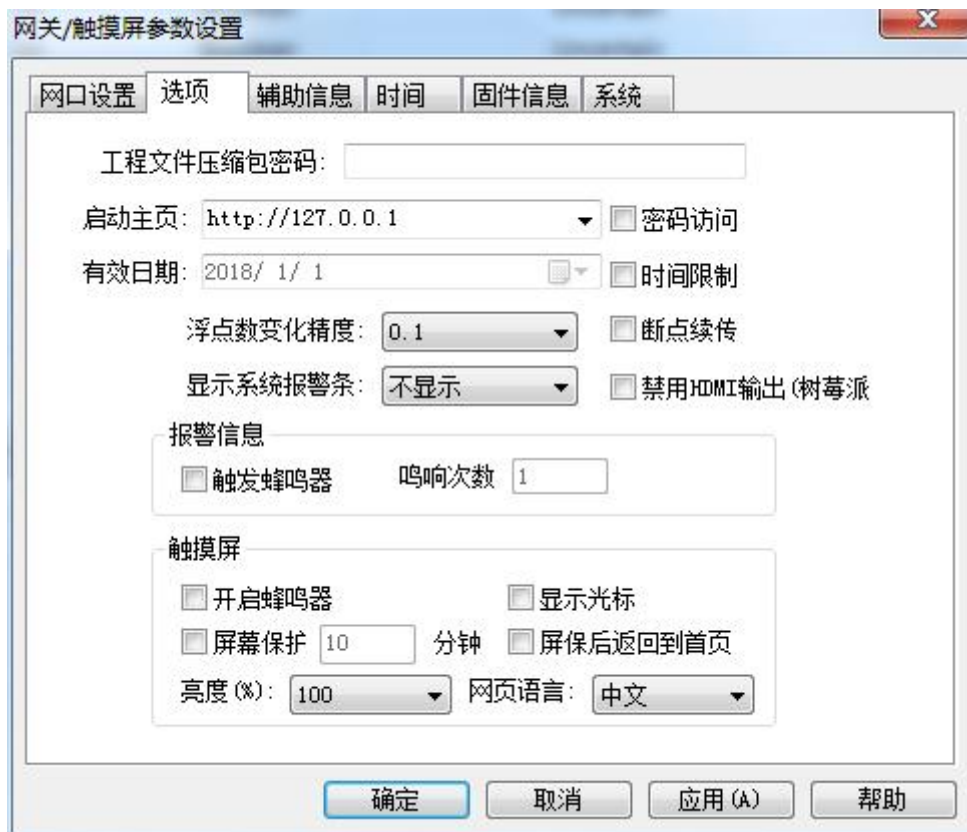 网关/触摸屏参数设置
网口设置 选项 辅助信息 时间 固件信息 系统
工程文件压缩包密码:
启动主页: http://127.0.0.1 密码访问
有效日期: 2018/ 1/ 1 时间限制
浮点数变化精度: 0.1 断点续传
显示系统报警条: 不显示 禁用HDMI输出(树莓派
报警信息
触发蜂鸣器 鸣响次数 1
触摸屏
开启蜂鸣器 显示光标
屏幕保护 10 分钟 屏保后返回到首页
亮度(%): 100 网页语言: 中文
确定 取消 应用(A) 帮助